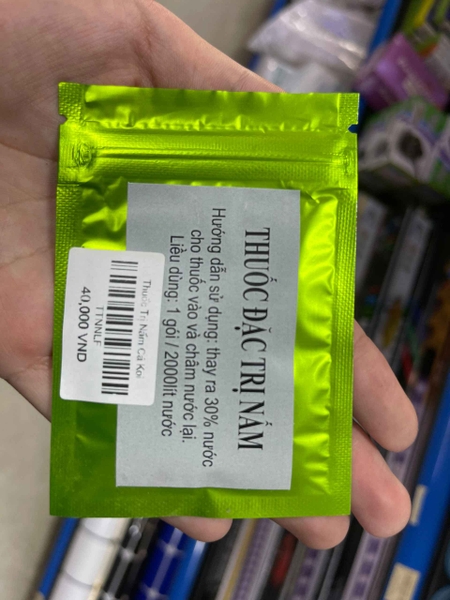 THUỐC ĐẶC TRỊ NẤM
Hướng dẫn sử dụng: thay ra 30% nước
cho thuốc vào và châm nước lại.
Liều dùng: 1 gói / 2000lít nước
Thuốc Trị Nấm Cá Koi
TTNNLF
40,000 VND